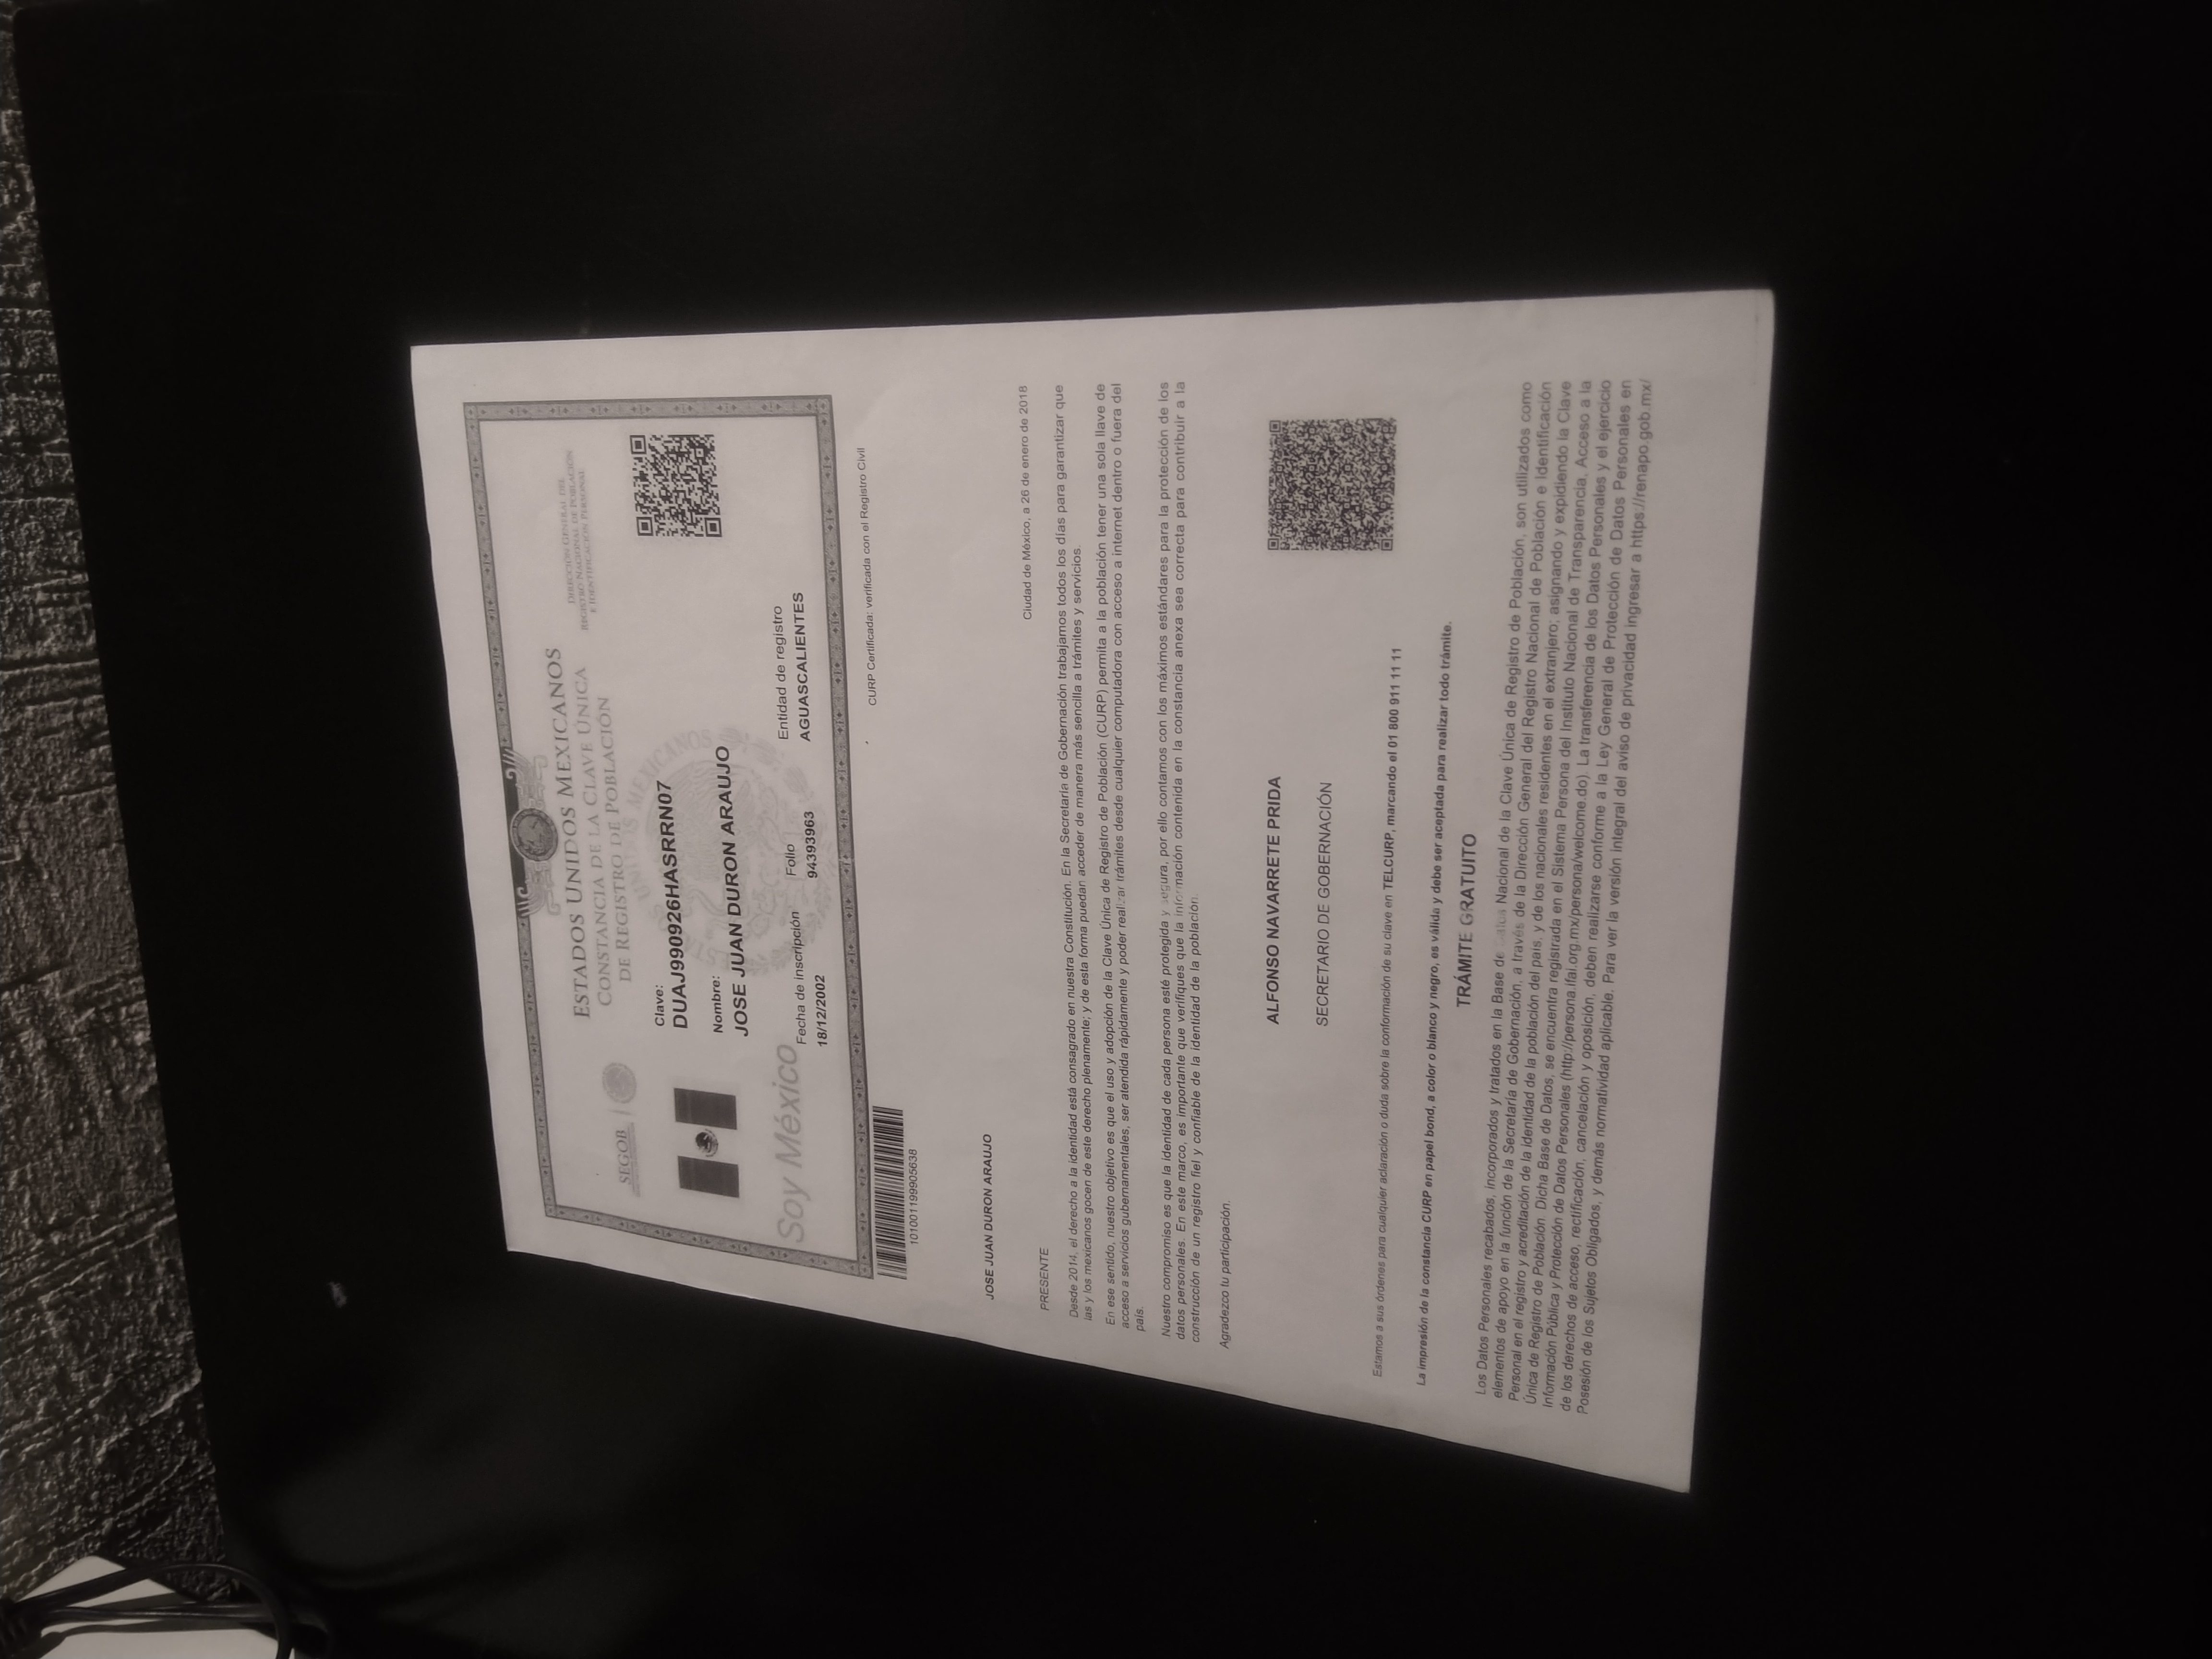 ESTADOS UNIDOS MEXICANOS
CONSTANCIA DE LA CLAVE ÚNICA
DE REGISTRO DE POBLACIÓN
DIRECCIÓN GENERAL DEL
REGISTRO NACIONAL DE POBLACIÓN
E IDENTIFICACIÓN PERSONAL
SEGOB
Clave:
DUAJ990926HASRRN07
Nombre:
JOSE JUAN DURON ARAUJO
Soy México
Fecha de inscripción
18/12/2002
Folio
94393963
Entidad de registro
AGUASCALIENTES
ESTADOS UNIDOS MEXICANOS
101001199905638
CURP Certificada: verificada con el Registro Civil
JOSE JUAN DURON ARAUJO
Ciudad de México, a 26 de enero de 2018
PRESENTE
Desde 2014, el derecho a la identidad está consagrado en nuestra Constitución. En la Secretaría de Gobernación trabajamos todos los días para garantizar que
las y los mexicanos gocen de este derecho plenamente; y de esta forma puedan acceder de manera más sencilla a trámites y servicios.
En ese sentido, nuestro objetivo es que el uso y adopción de la Clave Única de Registro de Población (CURP) permita a la población tener una sola llave de
acceso a servicios gubernamentales, ser atendida rápidamente y poder realizar trámites desde cualquier computadora con acceso a internet dentro o fuera del
país.
Nuestro compromiso es que la identidad de cada persona esté protegida y segura, por ello contamos con los máximos estándares para la protección de los
datos personales. En este marco, es importante que verifiques que la información contenida en la constancia anexa sea correcta para contribuir a la
construcción de un registro fiel y confiable de la identidad de la población.
Agradezco tu participación.
ALFONSO NAVARRETE PRIDA
SECRETARIO DE GOBERNACIÓN
Estamos a sus órdenes para cualquier aclaración o duda sobre la conformación de su clave en TELCURP, marcando el 01 800 911 11 11
La impresión de la constancia CURP en papel bond, a color o blanco y negro, es válida y debe ser aceptada para realizar todo trámite.
TRÁMITE GRATUITO
Los Datos Personales recabados, incorporados y tratados en la Base de Datos Nacional de la Clave Única de Registro de Población, son utilizados como
elementos de apoyo en la función de la Secretaría de Gobernación, a través de la Dirección General del Registro Nacional de Población e Identificación
Personal en el registro y acreditación de la identidad de la población del país, y de los nacionales residentes en el extranjero; asignando y expidiendo la Clave
Única de Registro de Población. Dicha Base de Datos, se encuentra registrada en el Sistema Persona del Instituto Nacional de Transparencia, Acceso a la
Información Pública y Protección de Datos Personales (http://persona.ifai.org.mx/persona/welcome.do). La transferencia de los Datos Personales y el ejercicio
de los derechos de acceso, rectificación, cancelación y oposición, deben realizarse conforme a la Ley General de Protección de Datos Personales en
Posesión de los Sujetos Obligados, y demás normatividad aplicable. Para ver la versión integral del aviso de privacidad ingresar a https://renapo.gob.mx/